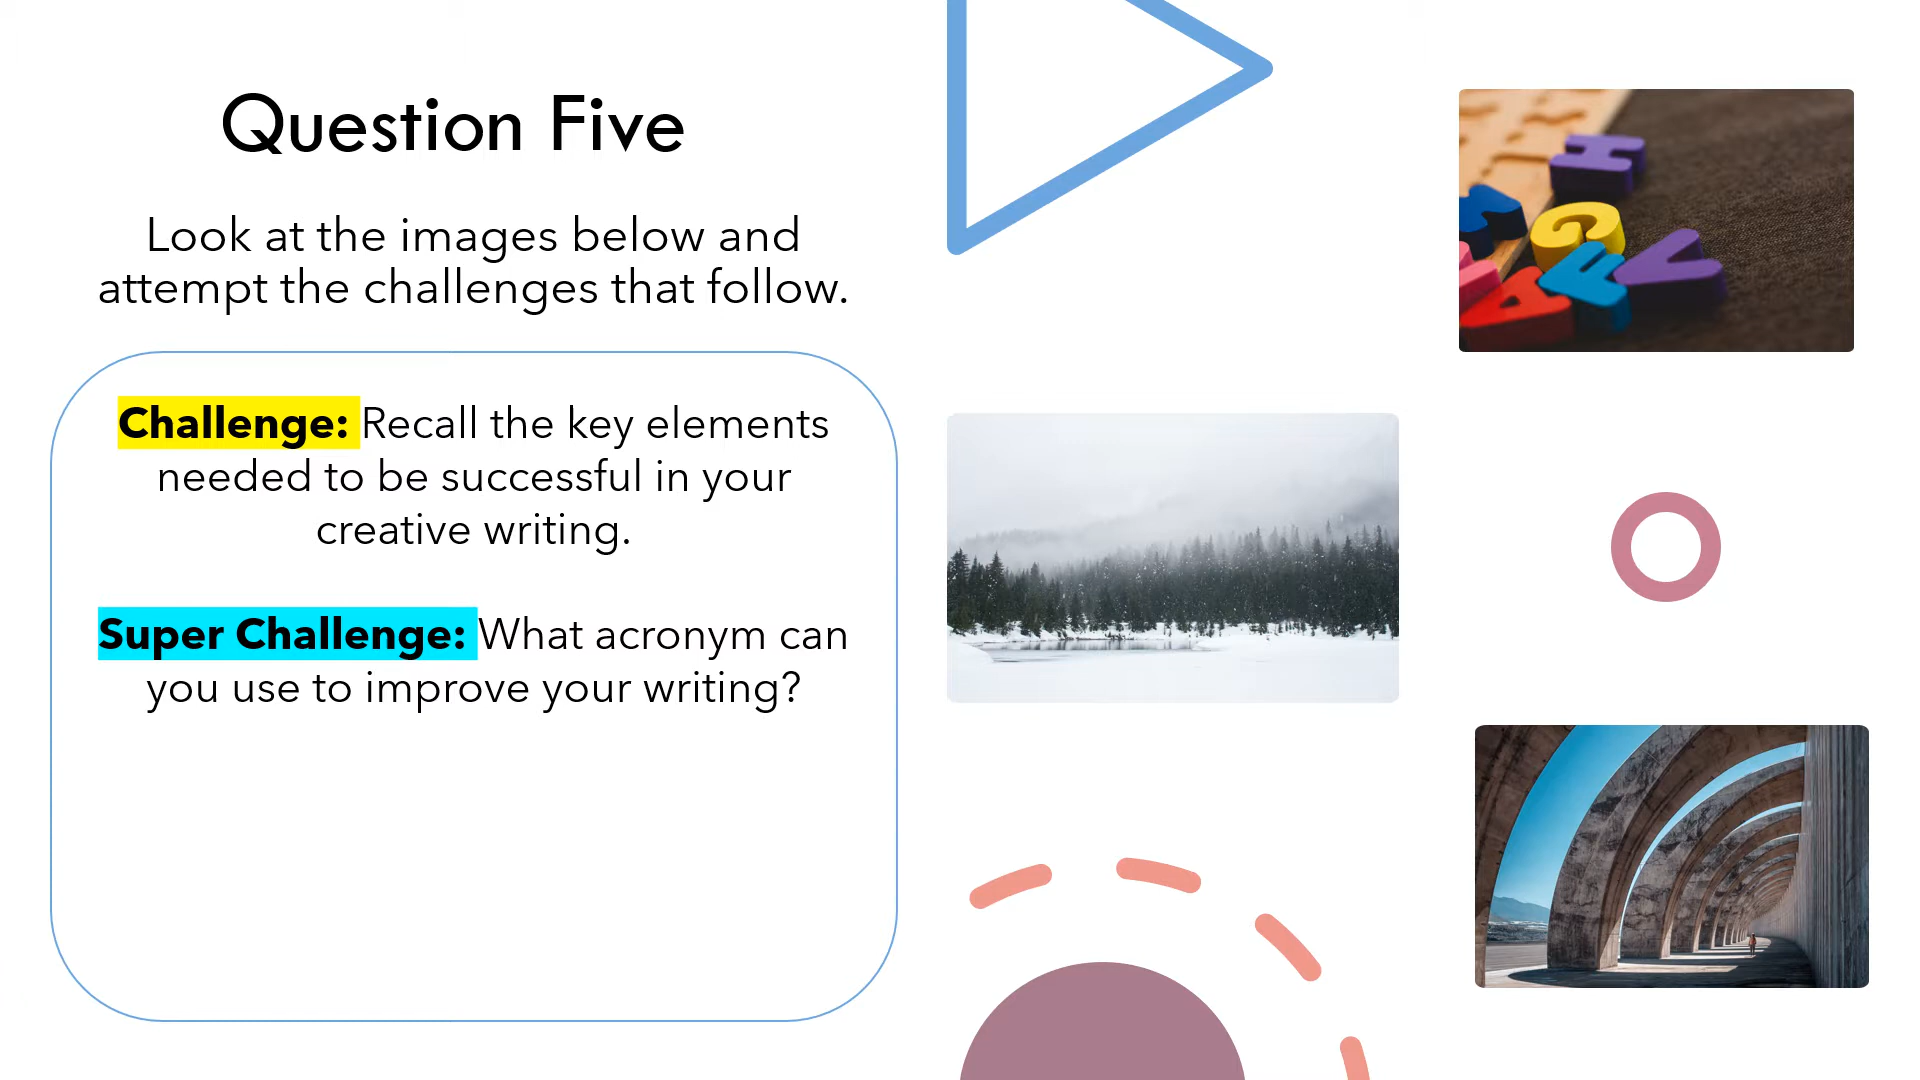 Question Five
Look at the images below and
attempt the challenges that follow.
Challenge: Recall the key elements
needed to be successful in your
creative writing.
Super Challenge: What acronym can
you use to improve your writing?
H
G
F
V
A